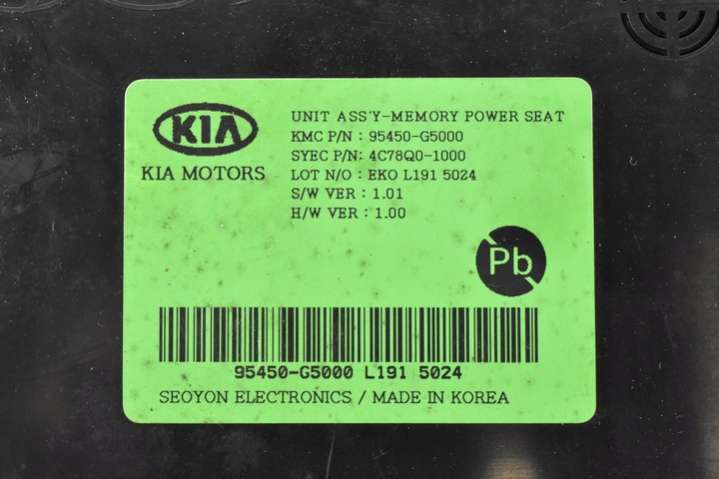 KIA
KIA MOTORS
UNIT ASS'Y-MEMORY POWER SEAT
KMC P/N : 95450-G5000
SYEC P/N: 4C78Q0-1000
LOT N/O : EKO L191 5024
S/W VER : 1.01
H/W VER : 1.00
Pb
95450-G5000 L191 5024
SEOYON ELECTRONICS / MADE IN KOREA